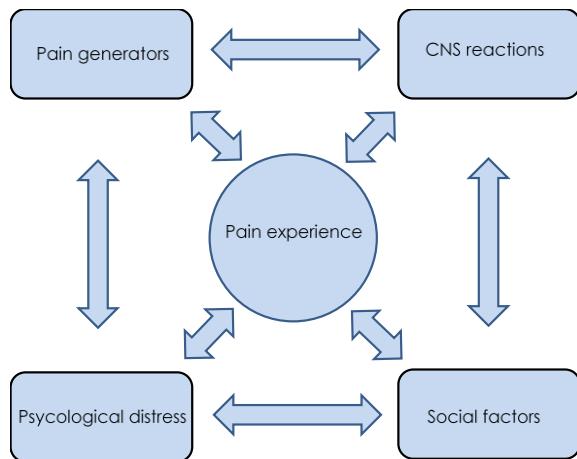 Pain generators
CNS reactions
Pain experience
Psycological distress
Social factors